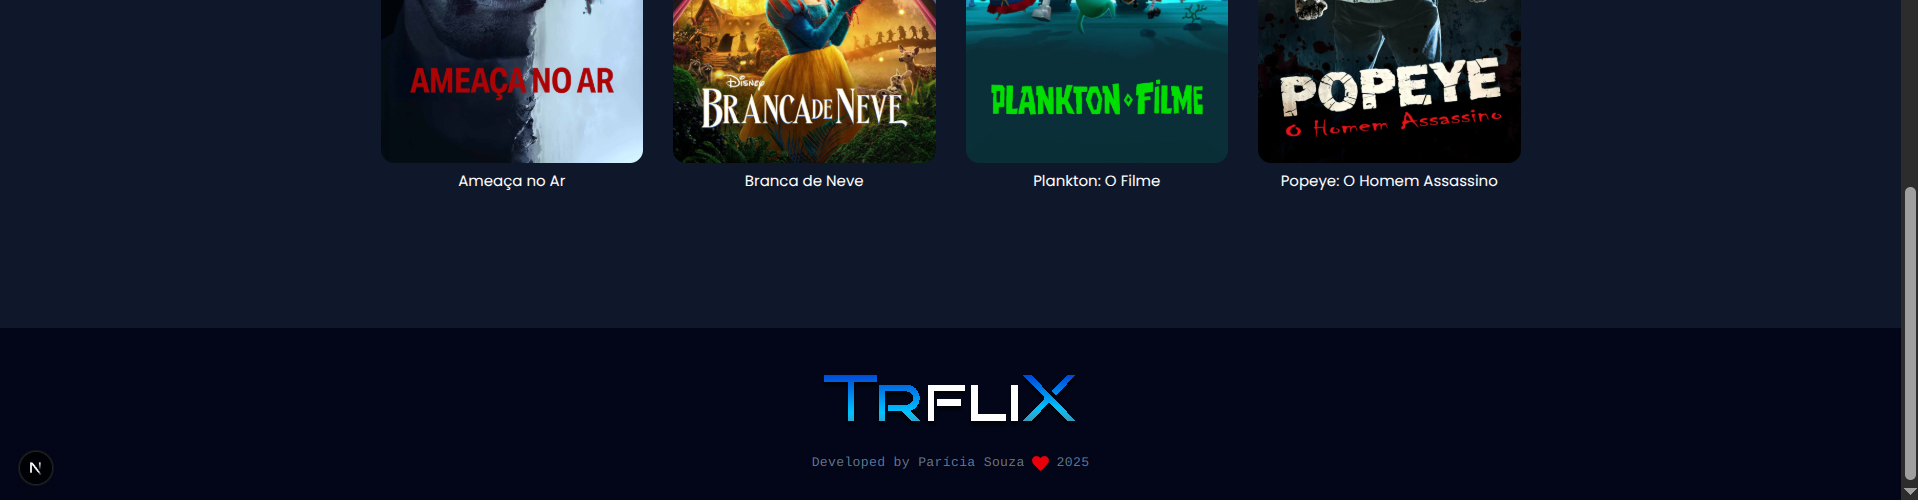 AMEAÇA NO AR
Disney
BRANCA DE NEVE
PLANKTON O FILME
POPEYE
O Homem Assassino
Ameaça no Ar
Branca de Neve
Plankton: O Filme
Popeye: O Homem Assassino
TRFLIX
N
Developed by Parícia Souza ❤ 2025